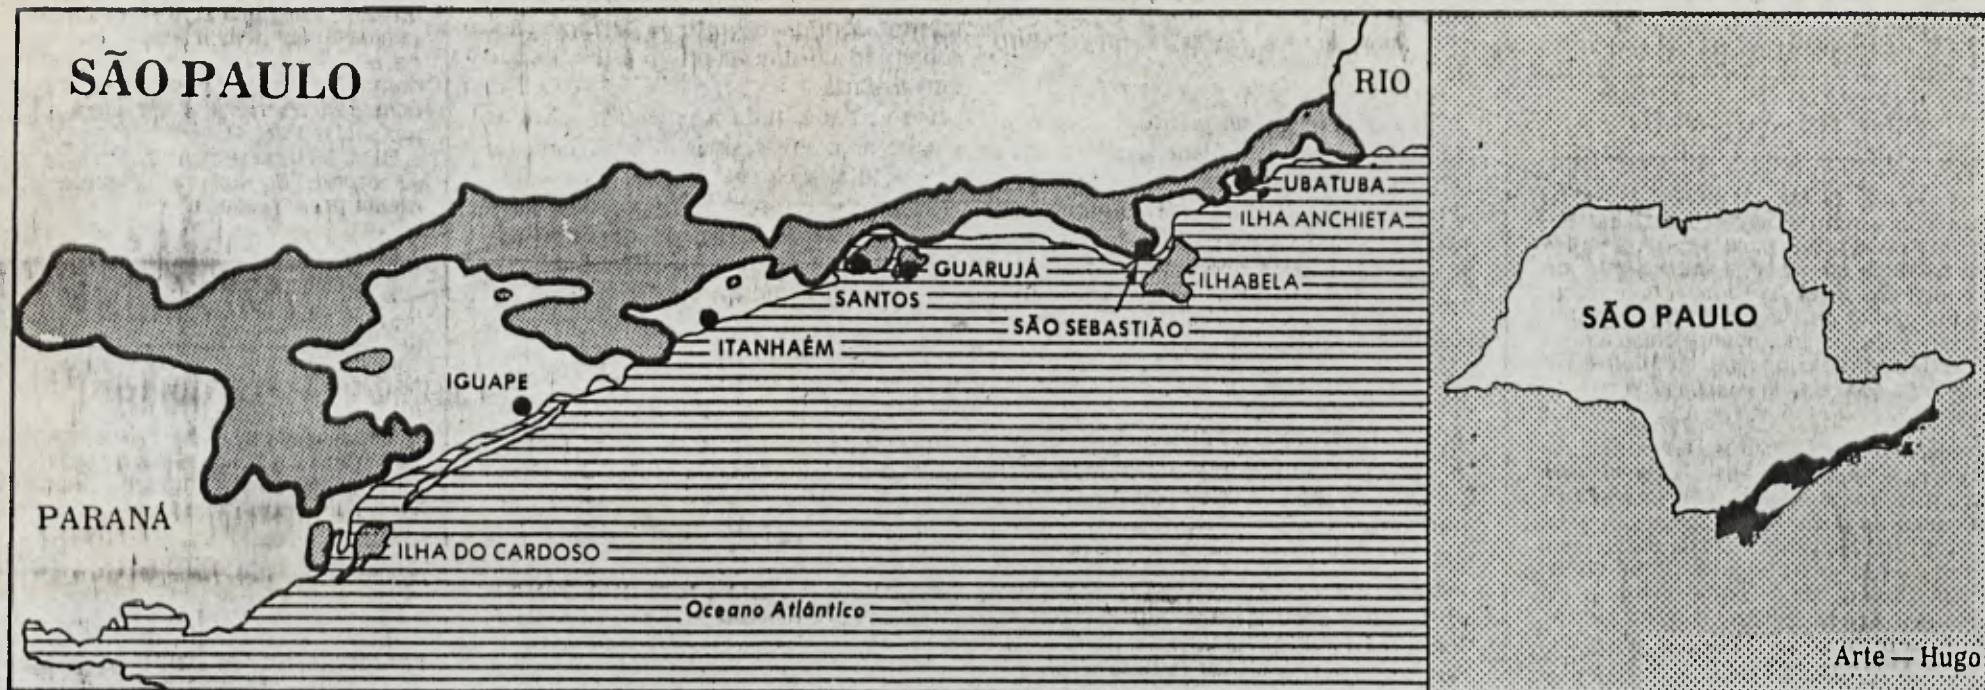 SÃO PAULO
RIO
UBATUBA
ILHA ANCHIETA
GUARUJÁ
ILHABELA
SANTOS
SÃO SEBASTIÃO
ITANHAÉM
IGUAPE
PARANÁ
ILHA DO CARDOSO
Oceano Atlântico
SÃO PAULO
Arte — Hugo